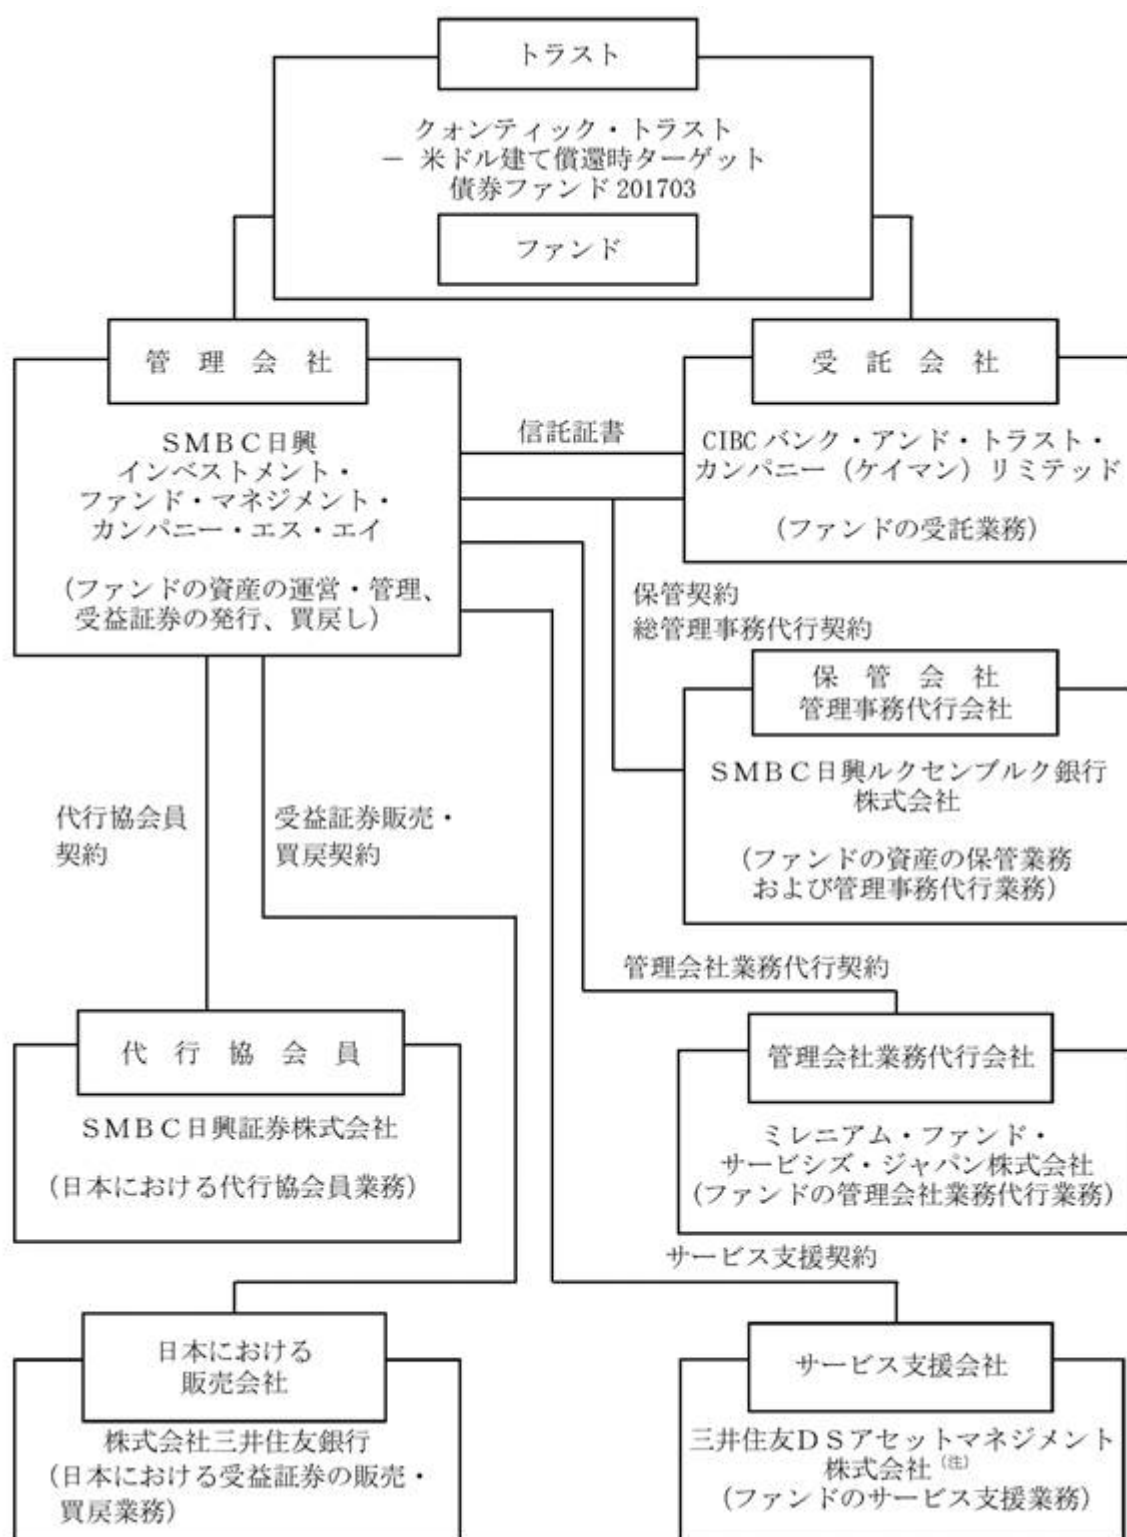 トラスト
クォンティック・トラスト
－ 米ドル建て償還時ターゲット
債券ファンド201703
ファンド
管 理 会 社
SMBC日興
インベストメント・
ファンド・マネジメント・
カンパニー・エス・エイ
(ファンドの資産の運営・管理、
受益証券の発行、買戻し)
信託証書
受 託 会 社
CIBCバンク・アンド・トラスト・
カンパニー（ケイマン）リミテッド
(ファンドの受託業務)
保管契約
総管理事務代行契約
保 管 会 社
管理事務代行会社
SMBC日興ルクセンブルク銀行
株式会社
(ファンドの資産の保管業務
および管理事務代行業務)
代行協会員
契約
受益証券販売・
買戻契約
管理会社業務代行契約
代 行 協 会 員
SMBC日興証券株式会社
(日本における代行協会員業務)
管理会社業務代行会社
ミレニアム・ファンド・
サービシズ・ジャパン株式会社
(ファンドの管理会社業務代行業務)
サービス支援契約
日本における
販売会社
株式会社三井住友銀行
(日本における受益証券の販売・
買戻業務)
サービス支援会社
三井住友DSアセットマネジメント
株式会社(注)
(ファンドのサービス支援業務)